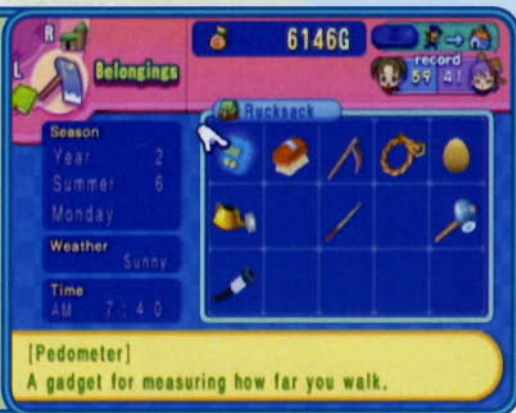 R
L
Belongings
6146G
record
59 41
Rucksack
Season
Year 2
Summer 6
Monday
Weather
Sunny
Time
AM 7:40
[Pedometer]
A gadget for measuring how far you walk.